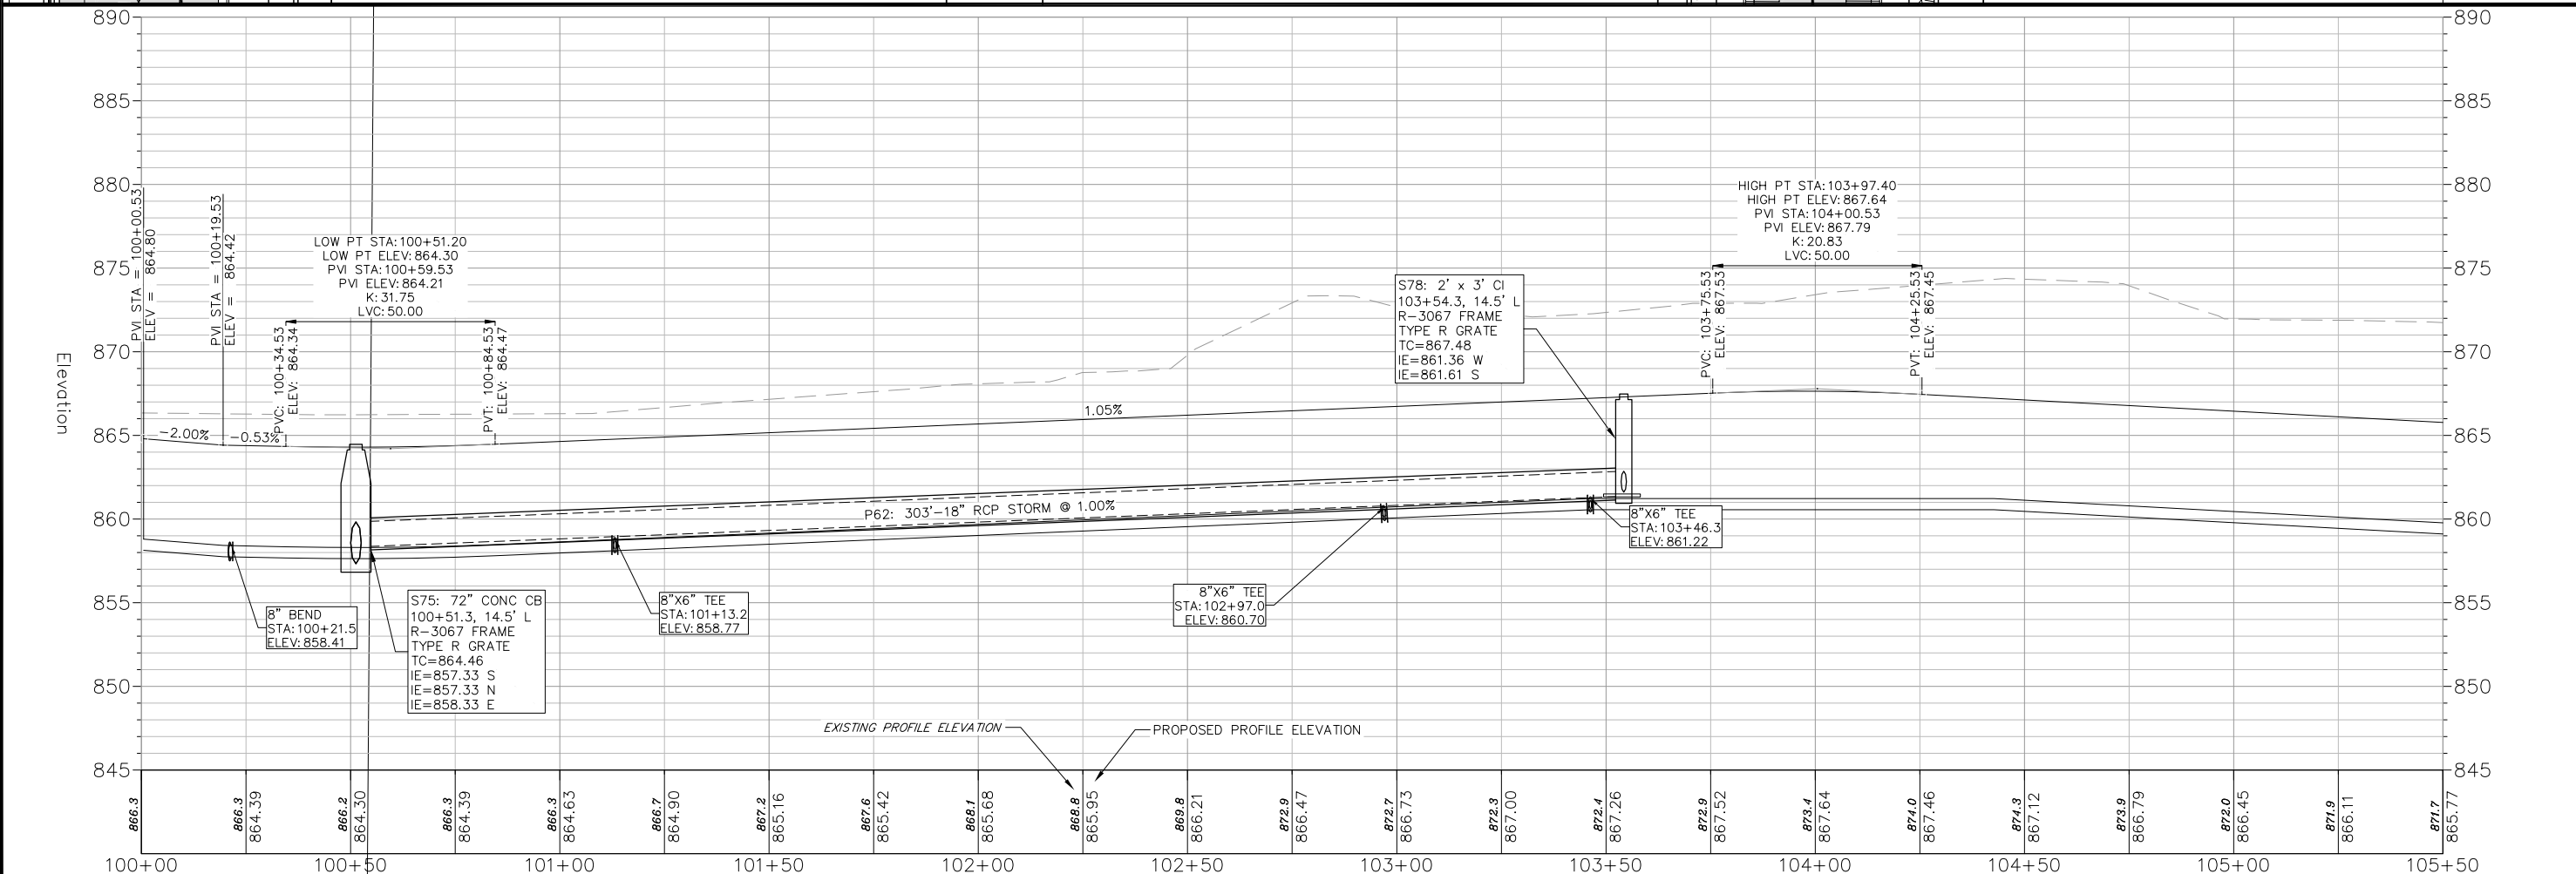 890
890
885
885
880
880
875
875
870
870
865
865
860
860
855
855
850
850
845
845
Elevation
PVI STA = 100+00.53
ELEV = 864.80
PVI STA = 100+19.53
ELEV = 864.42
LOW PT STA: 100+51.20
LOW PT ELEV: 864.30
PVI STA: 100+59.53
PVI ELEV: 864.21
K: 31.75
LVC: 50.00
PVC: 100+34.53
ELEV: 864.34
PVT: 100+84.53
ELEV: 864.47
-2.00%
-0.53%
1.05%
HIGH PT STA: 103+97.40
HIGH PT ELEV: 867.64
PVI STA: 104+00.53
PVI ELEV: 867.79
K: 20.83
LVC: 50.00
PVC: 103+75.53
ELEV: 867.53
PVT: 104+25.53
ELEV: 867.45
S78: 2' x 3' CI
103+54.3, 14.5' L
R-3067 FRAME
TYPE R GRATE
TC=867.48
IE=861.36 W
IE=861.61 S
P62: 303'-18" RCP STORM @ 1.00%
8"X6" TEE
STA: 103+46.3
ELEV: 861.22
8"X6" TEE
STA: 102+97.0
ELEV: 860.70
8"X6" TEE
STA: 101+13.2
ELEV: 858.77
8" BEND
STA: 100+21.5
ELEV: 858.41
S75: 72" CONC CB
100+51.3, 14.5' L
R-3067 FRAME
TYPE R GRATE
TC=864.46
IE=857.33 S
IE=857.33 N
IE=858.33 E
EXISTING PROFILE ELEVATION
PROPOSED PROFILE ELEVATION
866.3
866.3
864.39
866.2
864.30
866.3
864.39
866.3
864.63
866.7
864.90
867.2
865.16
867.6
865.42
868.1
865.68
868.8
865.95
869.8
866.21
872.9
866.47
872.7
866.73
872.3
867.00
872.4
867.26
872.9
867.52
873.4
867.64
874.0
867.46
874.3
867.12
873.9
866.79
872.0
866.45
871.9
866.11
871.7
865.77
100+00
100+50
101+00
101+50
102+00
102+50
103+00
103+50
104+00
104+50
105+00
105+50